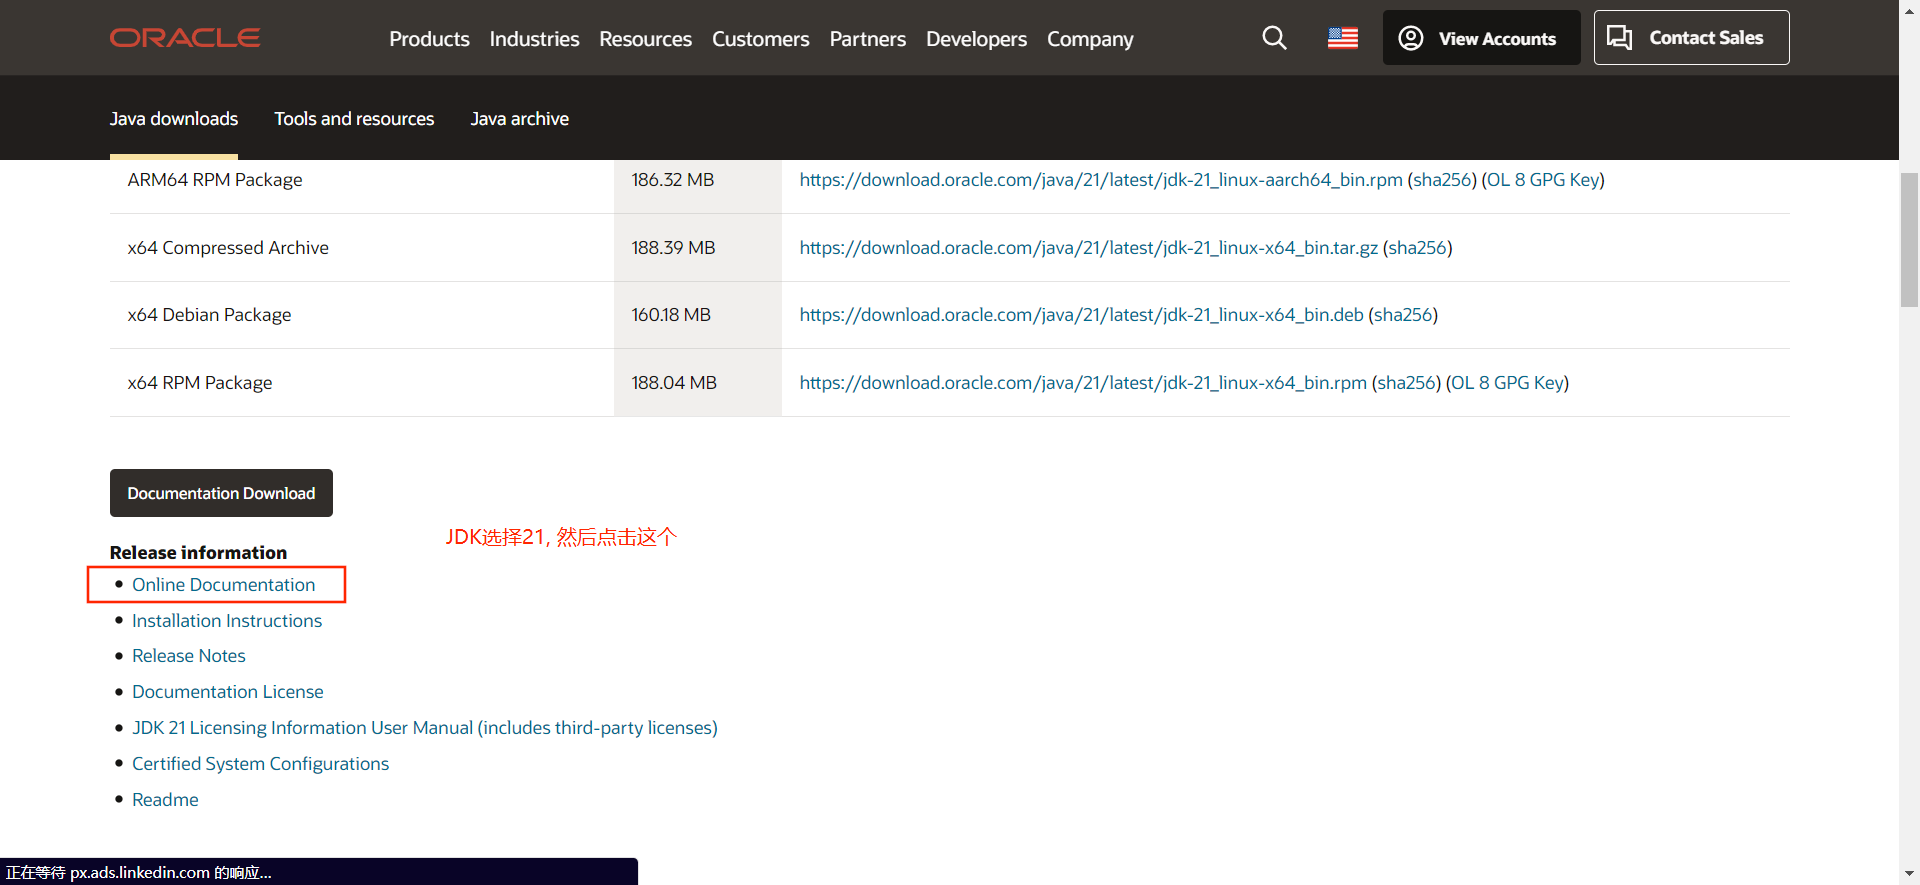 ORACLE Products Industries Resources Customers Partners Developers Company View Accounts Contact Sales
Java downloads Tools and resources Java archive
ARM64 RPM Package 186.32 MB https://download.oracle.com/java/21/latest/jdk-21_linux-aarch64_bin.rpm (sha256) (OL 8 GPG Key)
x64 Compressed Archive 188.39 MB https://download.oracle.com/java/21/latest/jdk-21_linux-x64_bin.tar.gz (sha256)
x64 Debian Package 160.18 MB https://download.oracle.com/java/21/latest/jdk-21_linux-x64_bin.deb (sha256)
x64 RPM Package 188.04 MB https://download.oracle.com/java/21/latest/jdk-21_linux-x64_bin.rpm (sha256) (OL 8 GPG Key)
Documentation Download
JDK选择21, 然后点击这个
Release information
Online Documentation
Installation Instructions
Release Notes
Documentation License
JDK 21 Licensing Information User Manual (includes third-party licenses)
Certified System Configurations
Readme
正在等待 px.ads.linkedin.com 的响应...